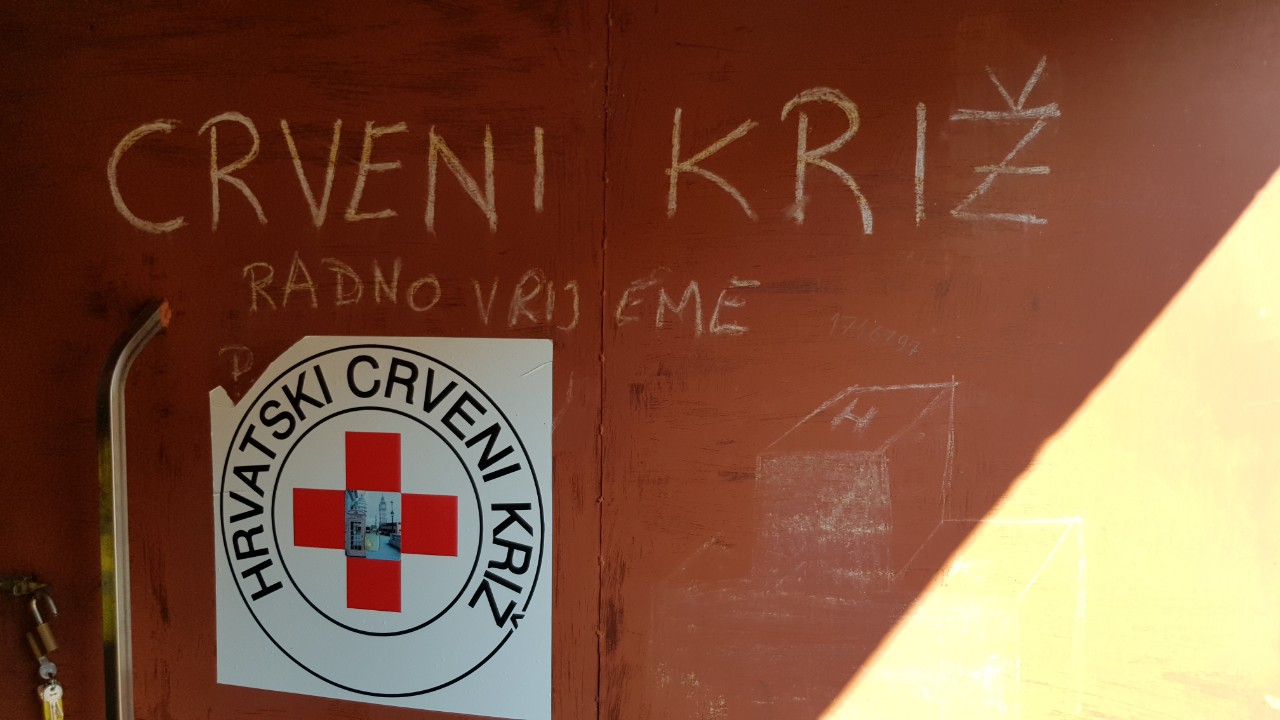 CRVENI KRIŽ
RADNO VRIJEME
HRVATSKI CRVENI KRIŽ
H